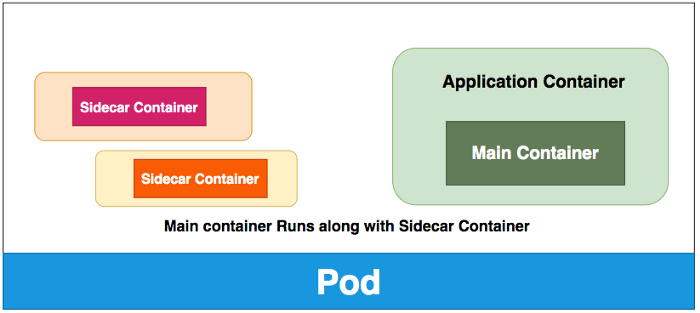 Sidecar Container
Sidecar Container
Application Container
Main Container
Main container Runs along with Sidecar Container
Pod